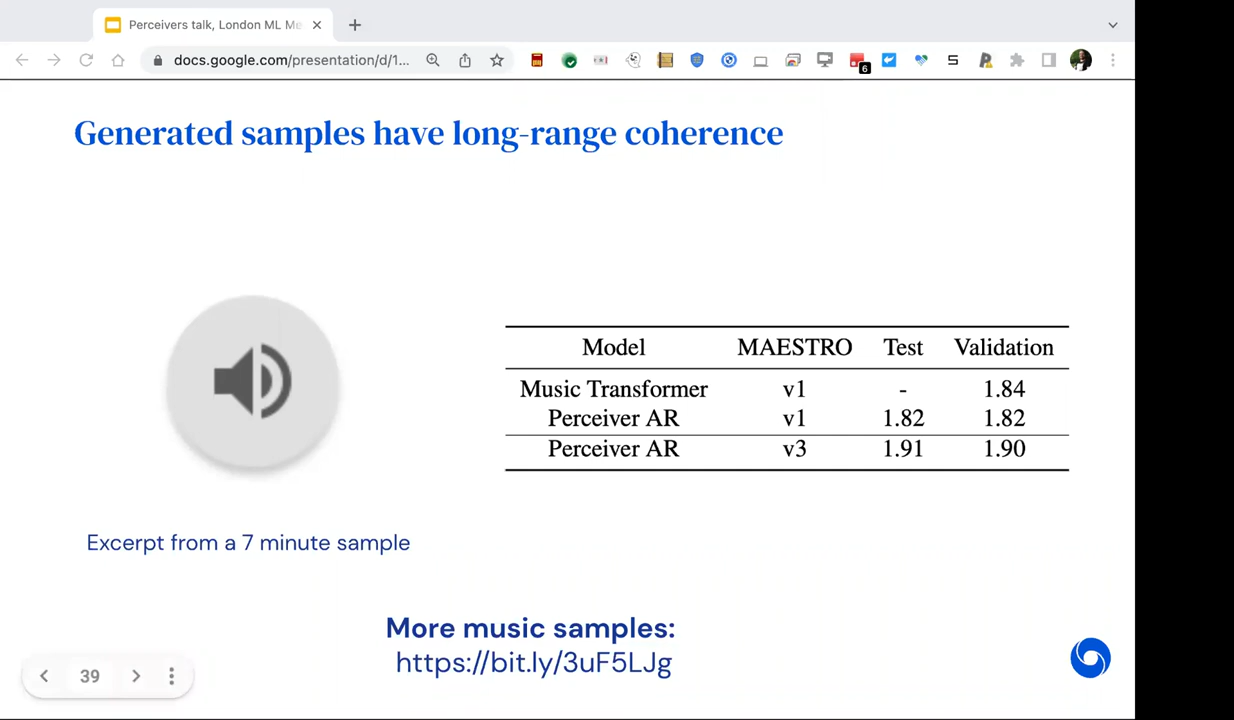 Perceivers talk, London ML Me
docs.google.com/presentation/d/1...
6
Generated samples have long-range coherence
Model MAESTRO Test Validation
Music Transformer v1 - 1.84
Perceiver AR v1 1.82 1.82
Perceiver AR v3 1.91 1.90
Excerpt from a 7 minute sample
More music samples:
https://bit.ly/3uF5LJg
39